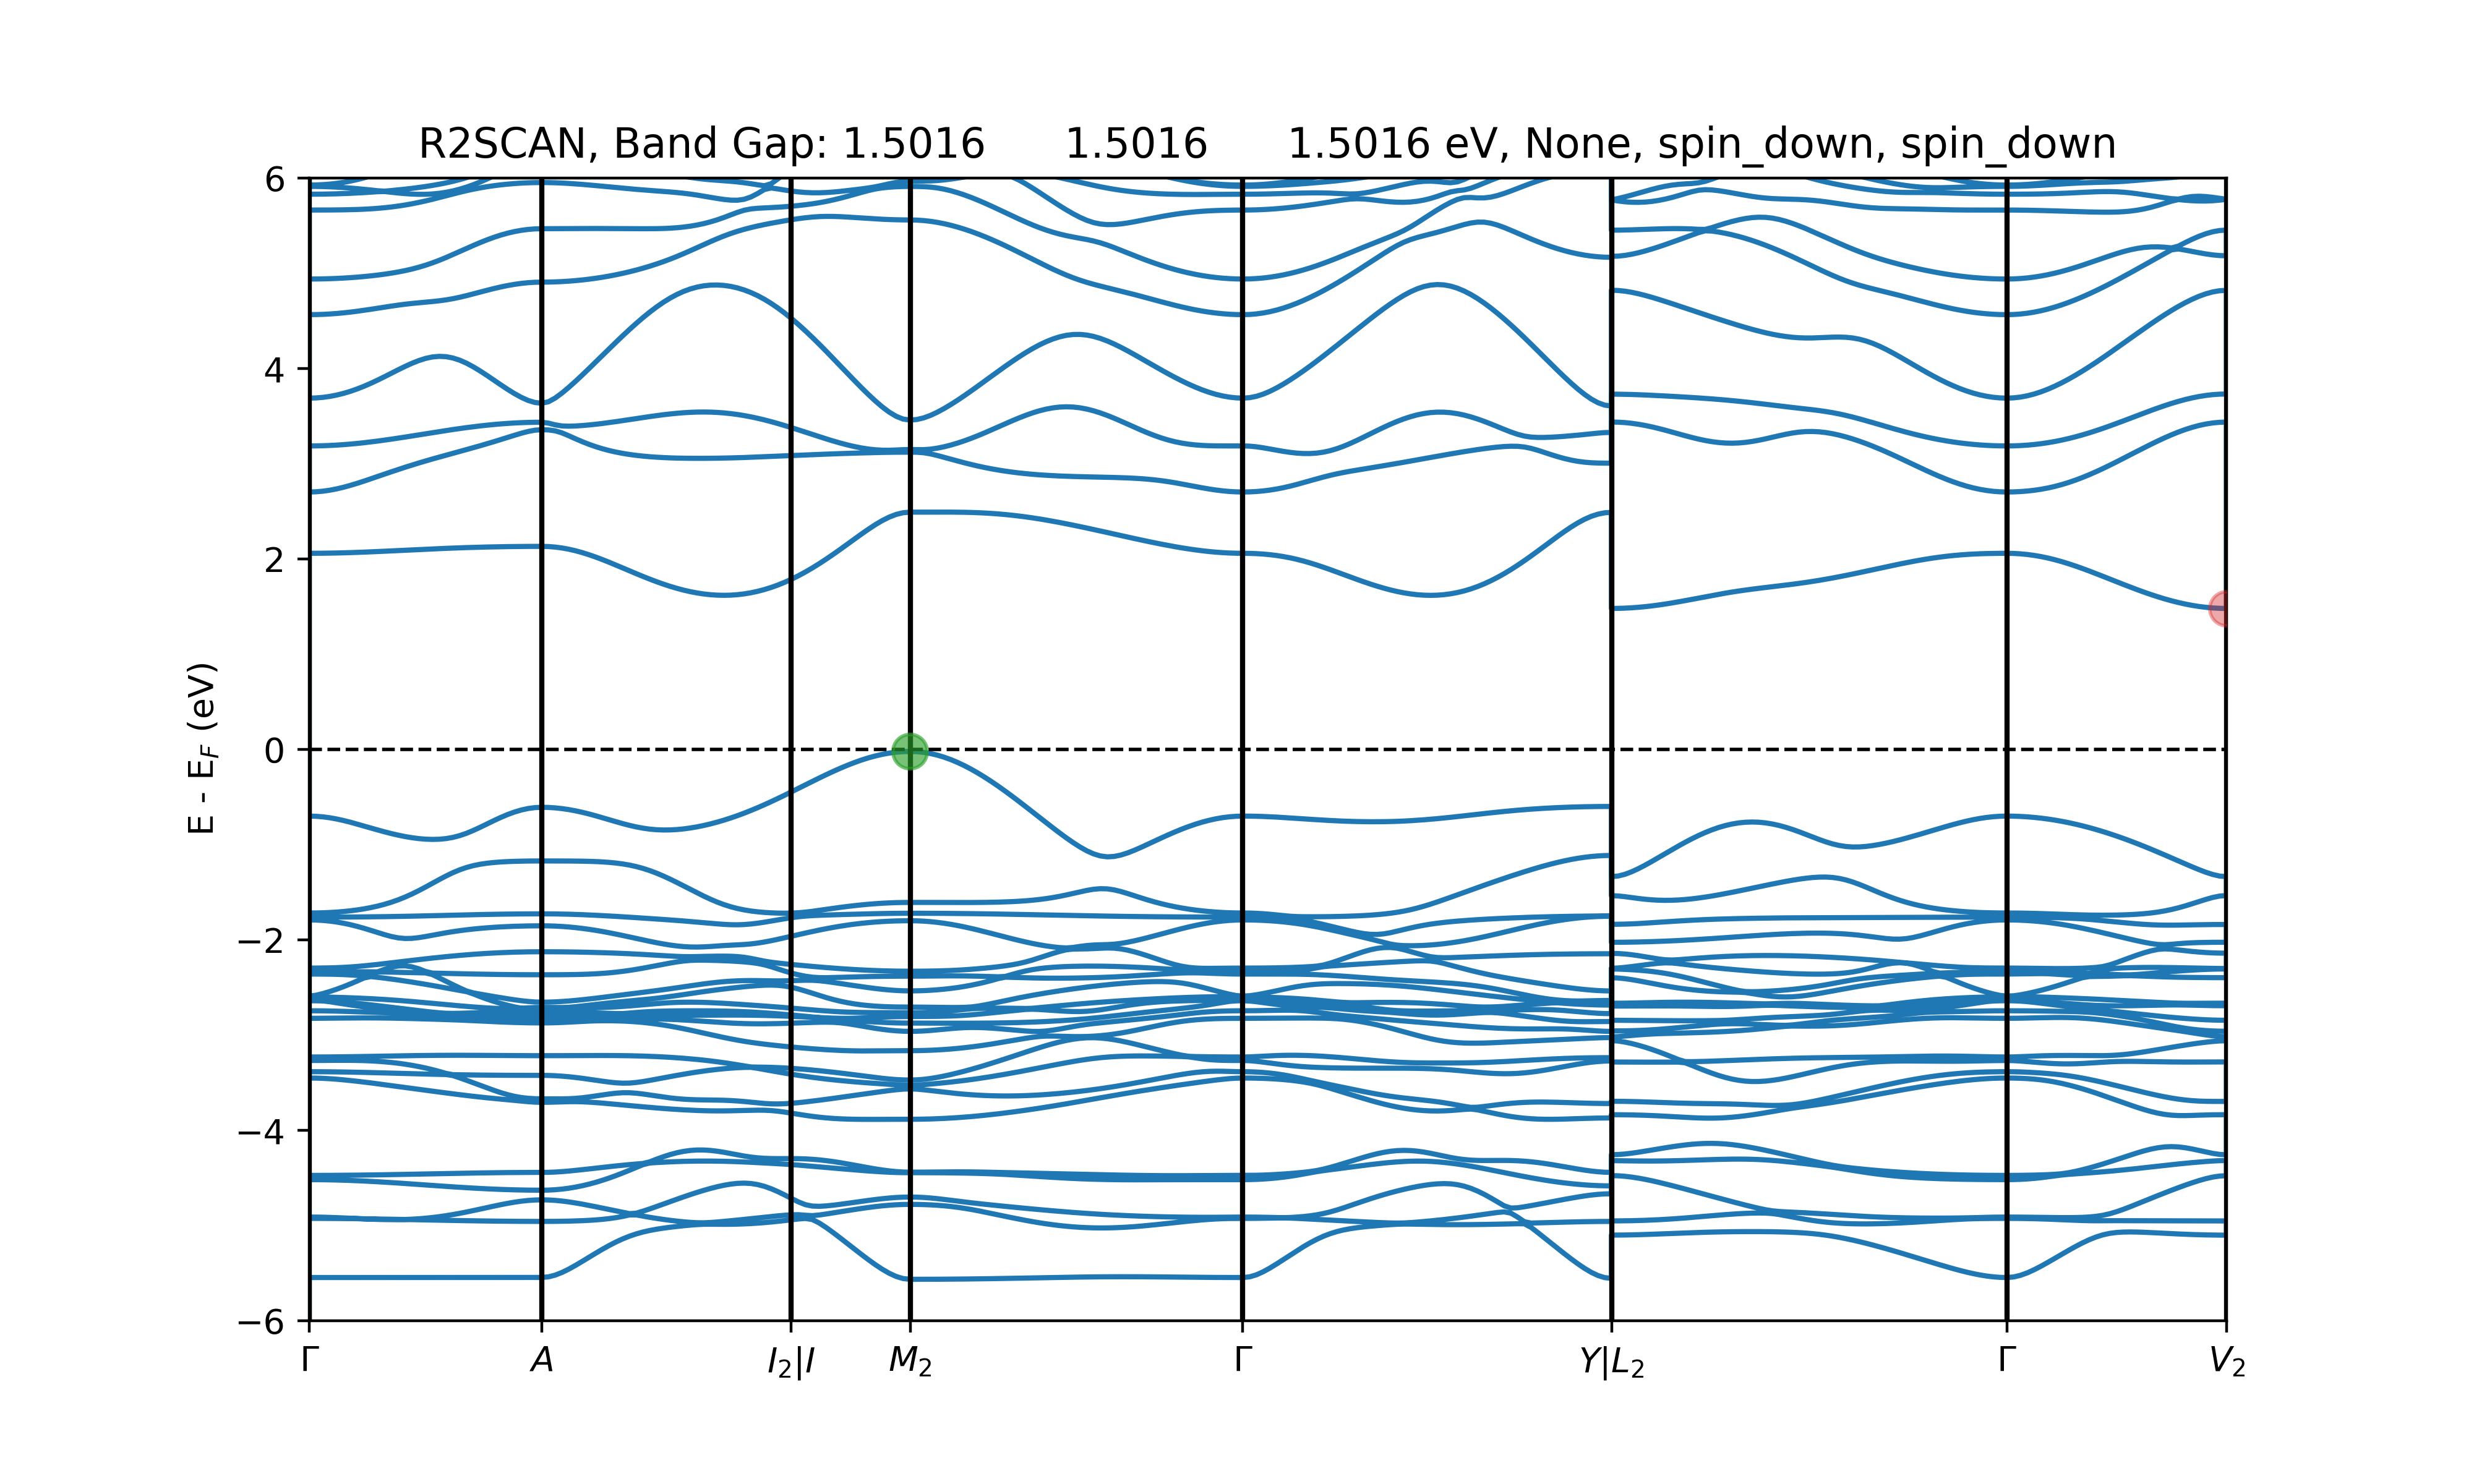 R2SCAN, Band Gap: 1.5016 1.5016 1.5016 eV, None, spin_down, spin_down
6
4
2
0
−2
−4
−6
E - E_F (eV)
Γ A I₂|I M₂ Γ Y|L₂ Γ V₂